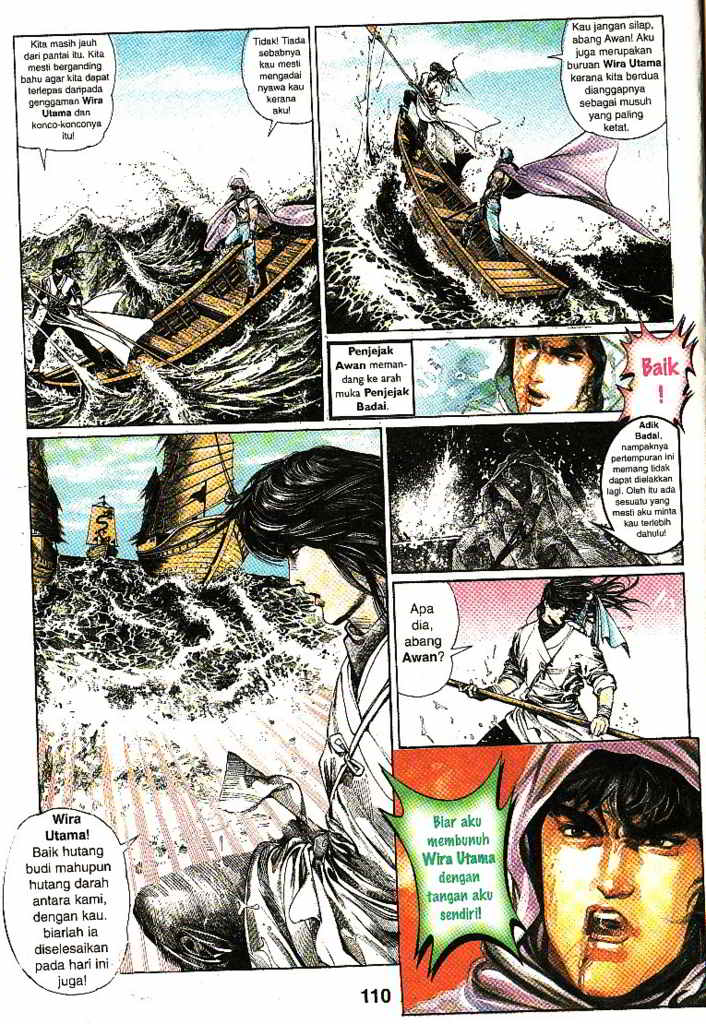 Kita masih jauh
dari pantai itu. Kita
mesti berganding
bahu agar kita dapat
terlepas daripada
genggaman Wira
Utama dan
konco-konconya
itu!
Tidak! Tiada
sebabnya
kau mesti
mengadai
nyawa kau
kerana
aku!
Kau jangan silap,
abang Awan! Aku
juga merupakan
buruan Wira Utama
kerana kita berdua
dianggapnya
sebagai musuh
yang paling
ketat.
Penjejak
Awan meman-
dang ke arah
muka Penjejak
Badai.
Baik
!
Wira
Utama!
Baik hutang
budi mahupun
hutang darah
antara kami,
dengan kau.
biarlah ia
diselesaikan
pada hari ini
juga!
Adik
Badai,
nampaknya
pertempuran ini
memang tidak
dapat dielakkan
lagi. Oleh itu ada
sesuatu yang
mesti aku minta
kau terlebih
dahulu!
Apa
dia,
abang
Awan?
Biar aku
membunuh
Wira Utama
dengan
tangan aku
sendiri!
110